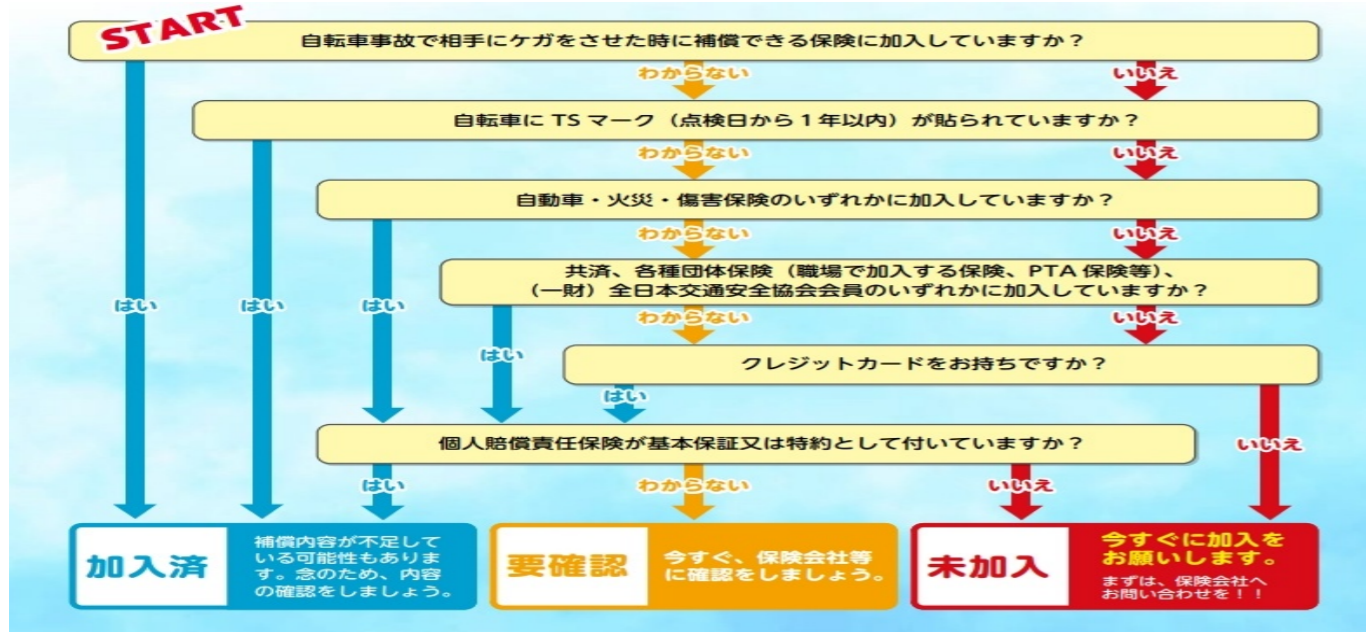 START
自転車事故で相手にケガをさせた時に補償できる保険に加入していますか？
わからない
いいえ
自転車に TS マーク（点検日から 1 年以内）が貼られていますか？
わからない
いいえ
自動車・火災・傷害保険のいずれかに加入していますか？
わからない
いいえ
共済、各種団体保険（職場で加入する保険、PTA 保険等）、
（一財）全日本交通安全協会会員のいずれかに加入していますか？
はい
はい
はい
わからない
いいえ
はい
クレジットカードをお持ちですか？
はい
個人賠償責任保険が基本保証又は特約として付いていますか？
いいえ
はい
わからない
いいえ
加入済
補償内容が不足して
いる可能性もありま
す。念のため、内容
の確認をしましょう。
要確認
今すぐ、保険会社等
に確認をしましょう。
未加入
今すぐに加入を
お願いします。
まずは、保険会社へ
お問い合わせを！！